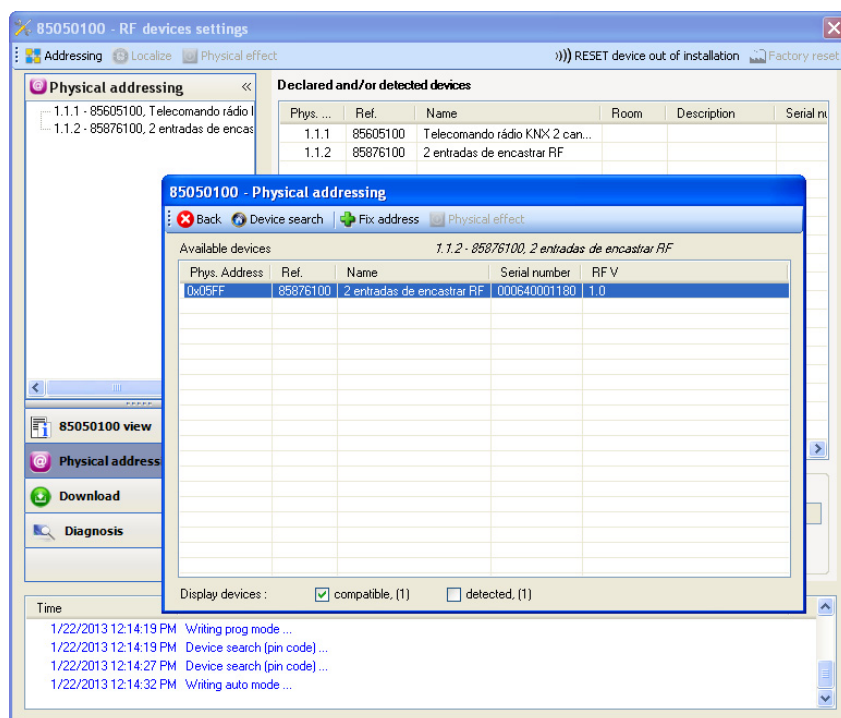 85050100 - RF devices settings
Addressing Localize Physical effect ))) RESET device out of installation Factory reset
Physical addressing « Declared and/or detected devices
1.1.1 - 85605100, Telecomando rádio
1.1.2 - 85876100, 2 entradas de encas
Phys. ... Ref. Name Room Description Serial nu
1.1.1 85605100 Telecomando rádio KNX 2 can...
1.1.2 85876100 2 entradas de encastrar RF
85050100 - Physical addressing
Back Device search Fix address Physical effect
Available devices 1.1.2 - 85876100, 2 entradas de encastrar RF
Phys. Address Ref. Name Serial number RF V
0x05FF 85876100 2 entradas de encastrar RF 000640001180 1.0
85050100 view
Physical address
Download
Diagnosis
Display devices : compatible, (1) detected, (1)
Time
1/22/2013 12:14:19 PM Writing prog mode ...
1/22/2013 12:14:19 PM Device search (pin code) ...
1/22/2013 12:14:27 PM Device search (pin code) ...
1/22/2013 12:14:32 PM Writing auto mode ...